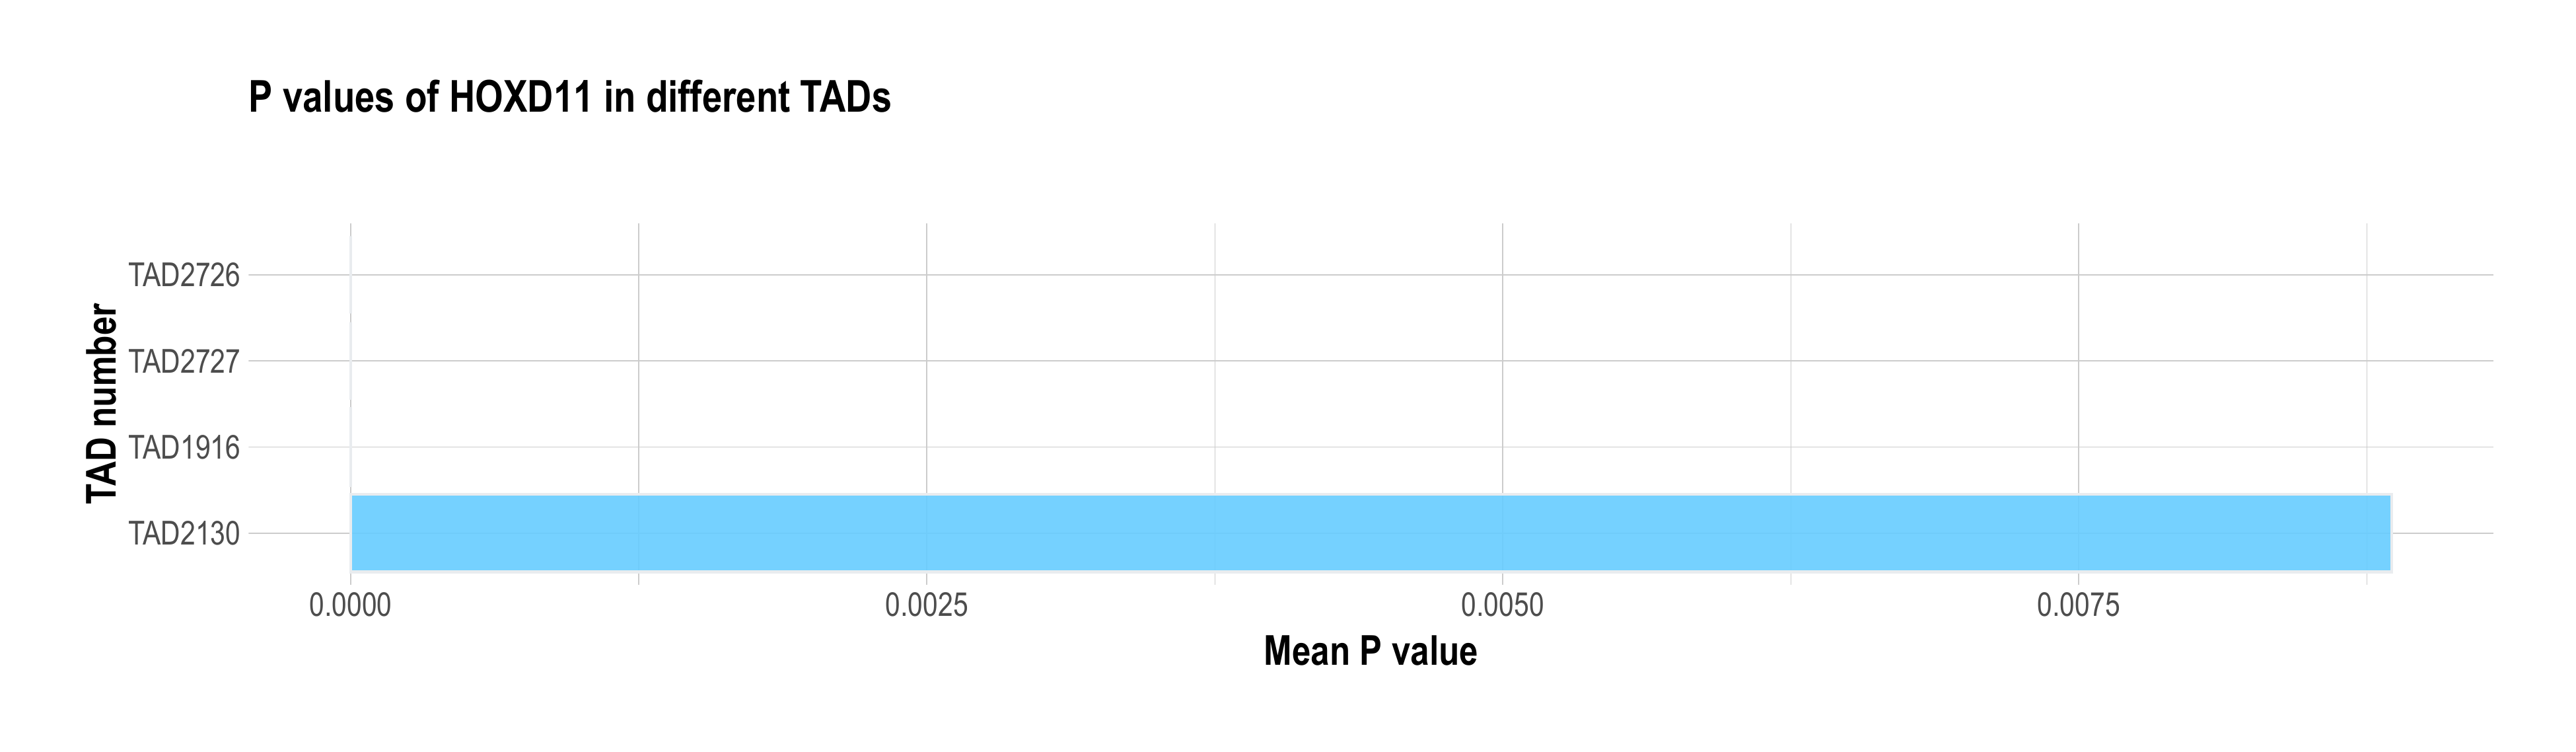 P values of HOXD11 in different TADs
TAD number
TAD2726
TAD2727
TAD1916
TAD2130
0.0000 0.0025 0.0050 0.0075
Mean P value